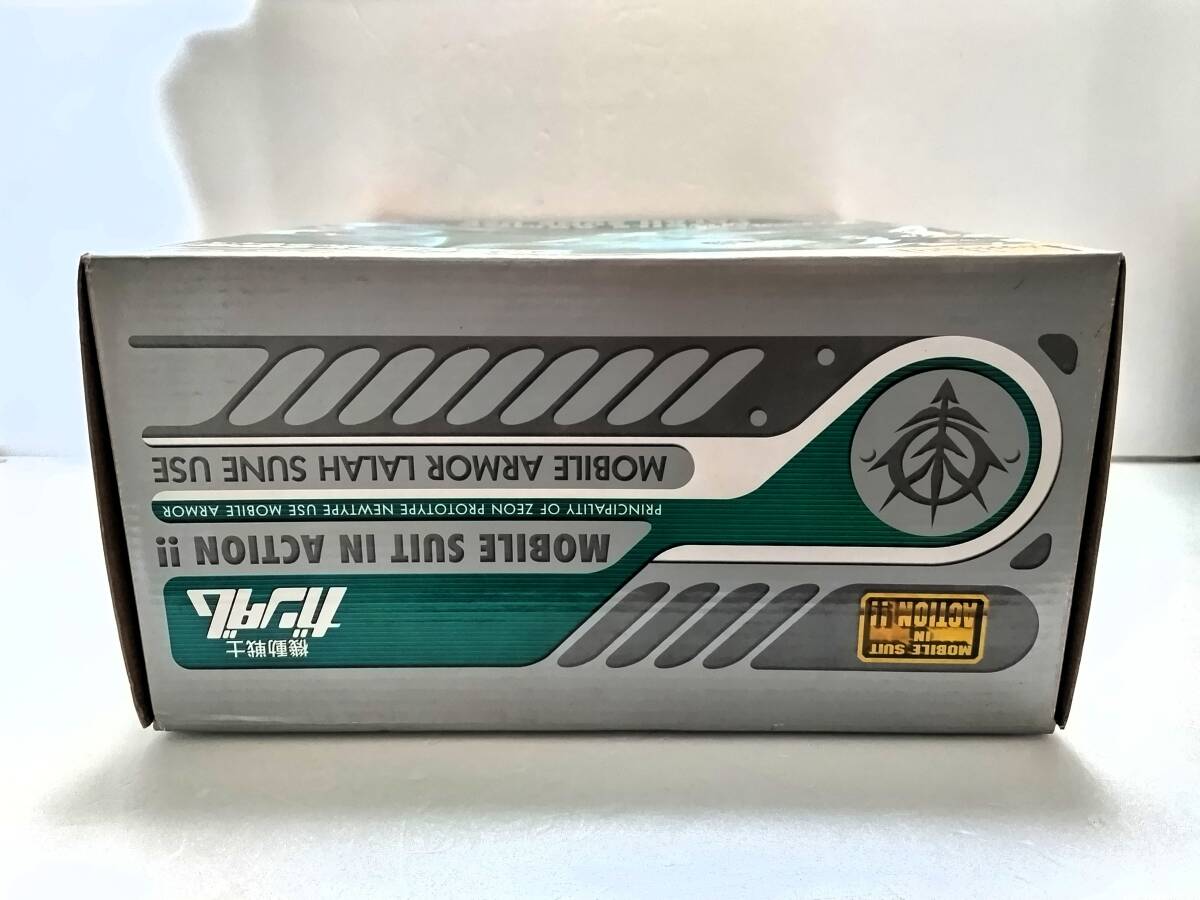 機動戦士
ガンダム
MOBILE SUIT IN ACTION !!
PRINCIPALITY OF ZEON PROTOTYPE NEWTYPE USE MOBILE ARMOR
MOBILE ARMOR LALAH SUNE USE
MOBILE SUIT
IN
ACTION !!